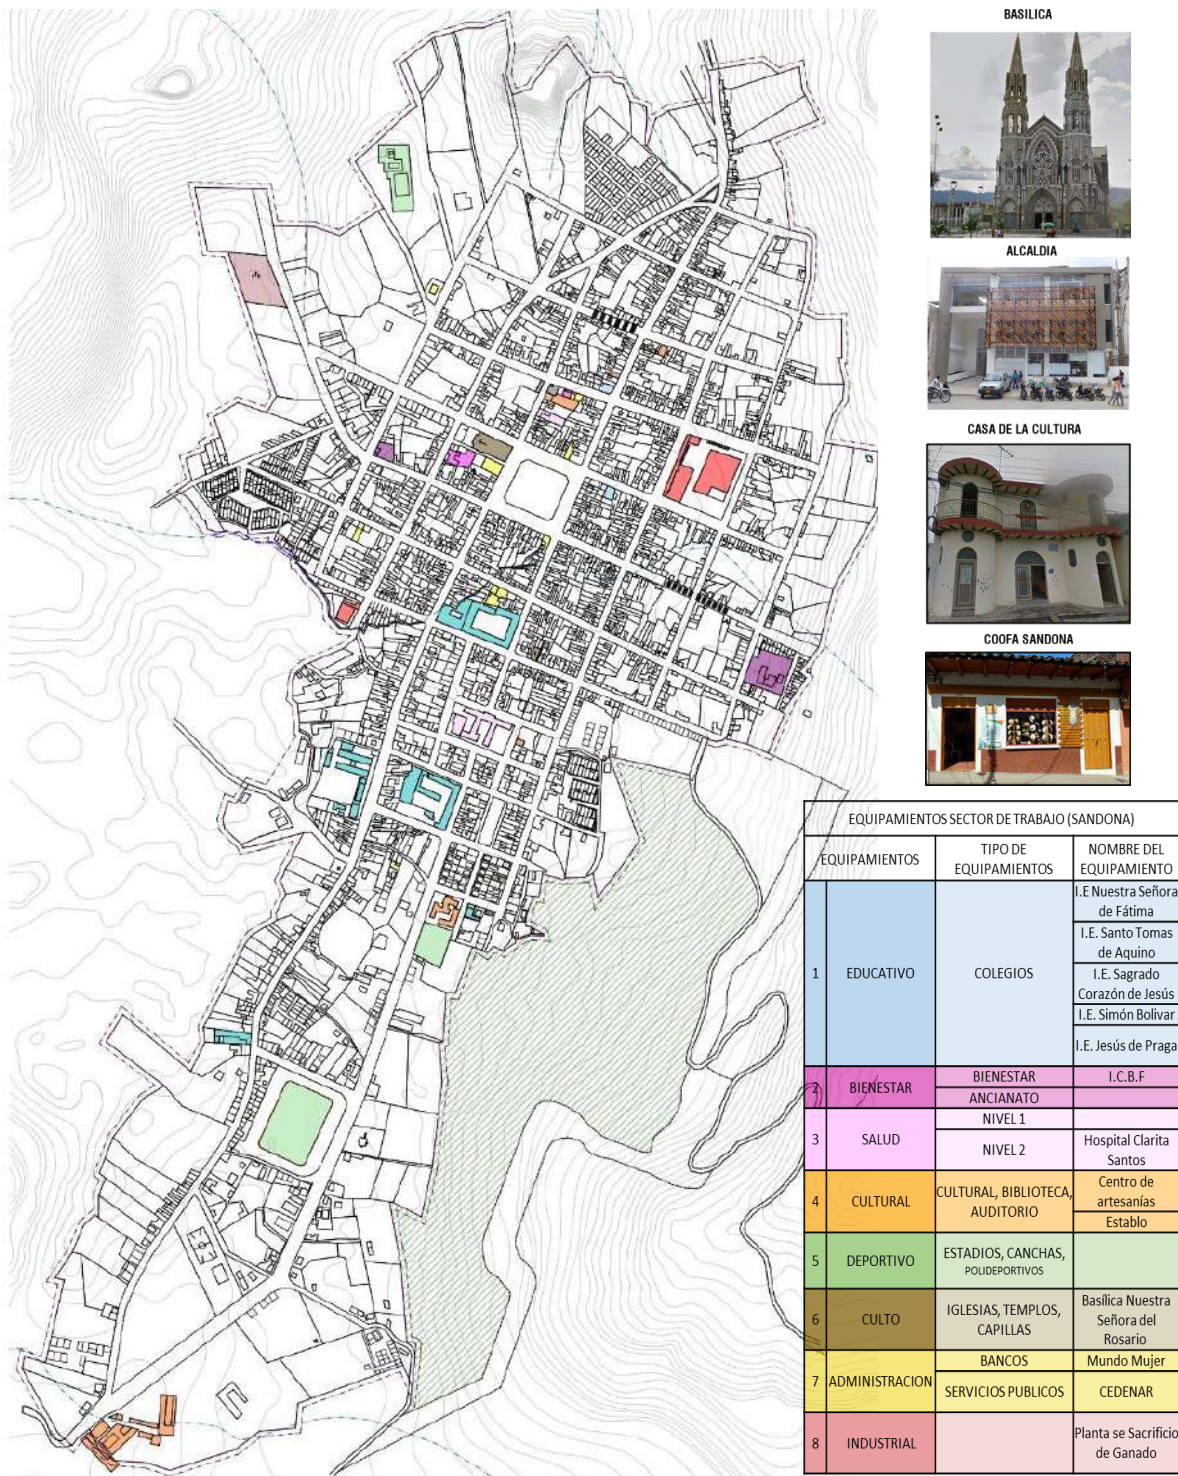 BASILICA
ALCALDIA
CASA DE LA CULTURA
COOFA SANDONA
EQUIPAMIENTOS SECTOR DE TRABAJO (SANDONA)
EQUIPAMIENTOS
TIPO DE
EQUIPAMIENTOS
NOMBRE DEL
EQUIPAMIENTO
1
EDUCATIVO
COLEGIOS
I.E Nuestra Señora
de Fátima
I.E. Santo Tomas
de Aquino
I.E. Sagrado
Corazón de Jesús
I.E. Simón Bolivar
I.E. Jesús de Praga
2
BIENESTAR
BIENESTAR
I.C.B.F
ANCIANATO
3
SALUD
NIVEL 1
NIVEL 2
Hospital Clarita
Santos
4
CULTURAL
CULTURAL, BIBLIOTECA,
AUDITORIO
Centro de
artesanías
Establo
5
DEPORTIVO
ESTADIOS, CANCHAS,
POLIDEPORTIVOS
6
CULTO
IGLESIAS, TEMPLOS,
CAPILLAS
Basílica Nuestra
Señora del
Rosario
7
ADMINISTRACION
BANCOS
Mundo Mujer
SERVICIOS PUBLICOS
CEDENAR
8
INDUSTRIAL
Planta se Sacrificio
de Ganado